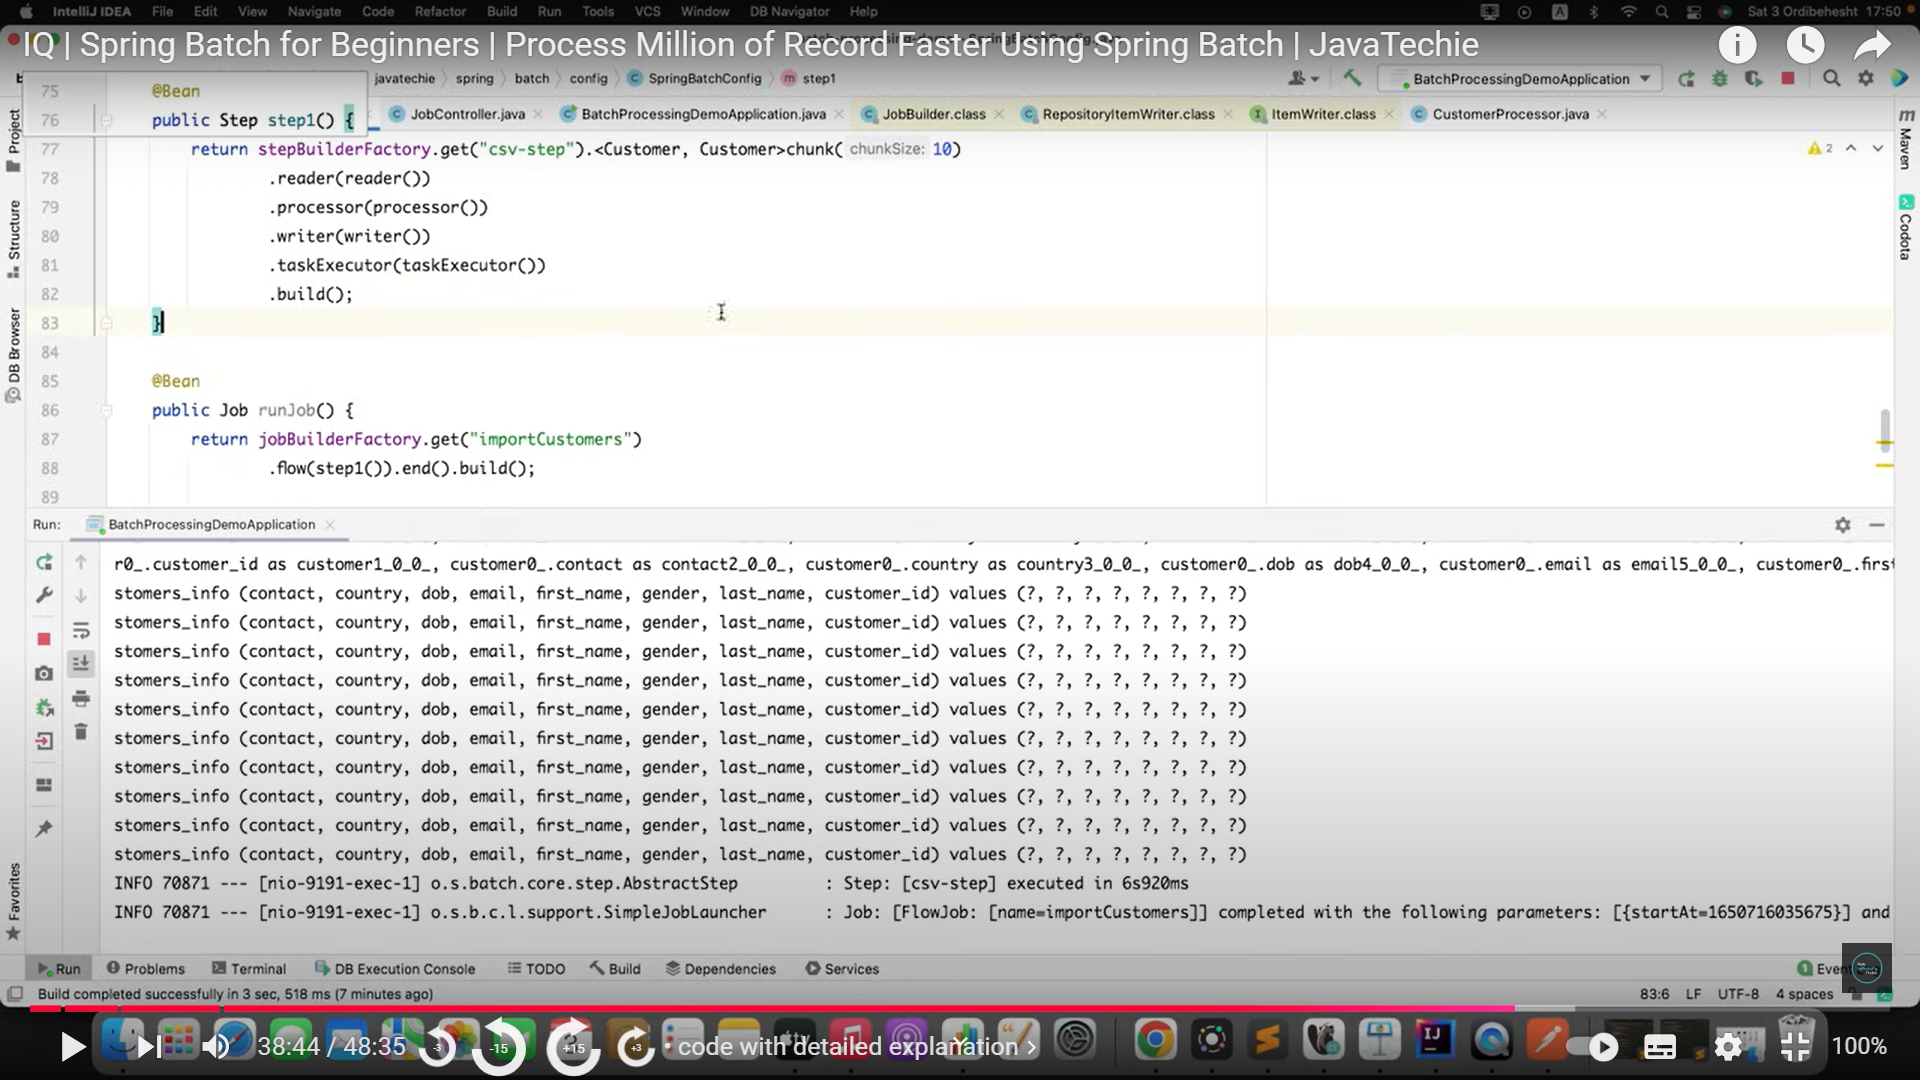 IntelliJ IDEA File Edit View Navigate Code Refactor Build Run Tools VCS Window DB Navigator Help Sat 3 Ordibehesht 17:50
IQ | Spring Batch for Beginners | Process Million of Record Faster Using Spring Batch | JavaTechie
javatechie spring batch config SpringBatchConfig step1 BatchProcessingDemoApplication
JobController.java BatchProcessingDemoApplication.java JobBuilder.class RepositoryItemWriter.class ItemWriter.class CustomerProcessor.java
75 @Bean
76 public Step step1() {
77 return stepBuilderFactory.get("csv-step").<Customer, Customer>chunk( chunkSize: 10)
2
78 .reader(reader())
79 .processor(processor())
80 .writer(writer())
81 .taskExecutor(taskExecutor())
82 .build();
83 }
84
85 @Bean
86 public Job runJob() {
87 return jobBuilderFactory.get("importCustomers")
88 .flow(step1()).end().build();
89
Project
Structure
DB Browser
Favorites
Maven
Codota
Run: BatchProcessingDemoApplication
r0_.customer_id as customer1_0_0_, customer0_.contact as contact2_0_0_, customer0_.country as country3_0_0_, customer0_.dob as dob4_0_0_, customer0_.email as email5_0_0_, customer0_.first
stomers_info (contact, country, dob, email, first_name, gender, last_name, customer_id) values (?, ?, ?, ?, ?, ?, ?, ?)
stomers_info (contact, country, dob, email, first_name, gender, last_name, customer_id) values (?, ?, ?, ?, ?, ?, ?, ?)
stomers_info (contact, country, dob, email, first_name, gender, last_name, customer_id) values (?, ?, ?, ?, ?, ?, ?, ?)
stomers_info (contact, country, dob, email, first_name, gender, last_name, customer_id) values (?, ?, ?, ?, ?, ?, ?, ?)
stomers_info (contact, country, dob, email, first_name, gender, last_name, customer_id) values (?, ?, ?, ?, ?, ?, ?, ?)
stomers_info (contact, country, dob, email, first_name, gender, last_name, customer_id) values (?, ?, ?, ?, ?, ?, ?, ?)
stomers_info (contact, country, dob, email, first_name, gender, last_name, customer_id) values (?, ?, ?, ?, ?, ?, ?, ?)
stomers_info (contact, country, dob, email, first_name, gender, last_name, customer_id) values (?, ?, ?, ?, ?, ?, ?, ?)
stomers_info (contact, country, dob, email, first_name, gender, last_name, customer_id) values (?, ?, ?, ?, ?, ?, ?, ?)
stomers_info (contact, country, dob, email, first_name, gender, last_name, customer_id) values (?, ?, ?, ?, ?, ?, ?, ?)
INFO 70871 --- [nio-9191-exec-1] o.s.batch.core.step.AbstractStep : Step: [csv-step] executed in 6s920ms
INFO 70871 --- [nio-9191-exec-1] o.s.b.c.l.support.SimpleJobLauncher : Job: [FlowJob: [name=importCustomers]] completed with the following parameters: [{startAt=1650716035675}] and
Run Problems Terminal DB Execution Console TODO Build Dependencies Services 1 Event
Build completed successfully in 3 sec, 518 ms (7 minutes ago) 83:6 LF UTF-8 4 spaces
38:44 / 48:35 -3 -15 +15 +3 code with detailed explanation 100%